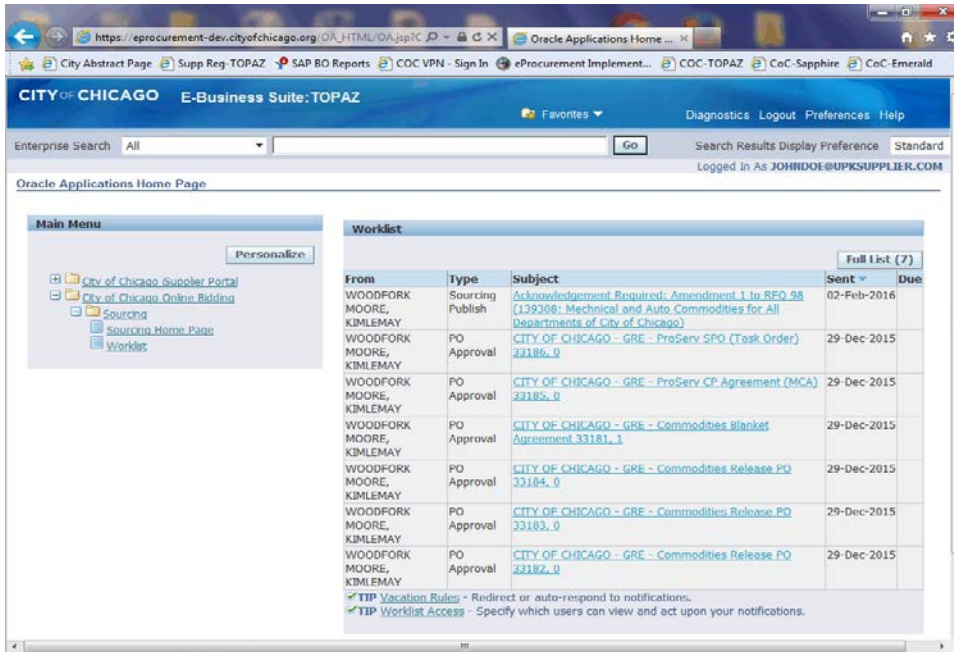 https://eprocurement-dev.cityofchicago.org/OA_HTML/OA.jsp?C
Oracle Applications Home ...
City Abstract Page Supp Reg-TOPAZ SAP BO Reports COC VPN - Sign In eProcurement Implement... COC-TOPAZ CoC-Sapphire CoC-Emerald
CITY OF CHICAGO E-Business Suite: TOPAZ
Favorites Diagnostics Logout Preferences Help
Enterprise Search All Go Search Results Display Preference Standard
Logged In As JOHNDOE@UPKSUPPLIER.COM
Oracle Applications Home Page
Main Menu
Personalize
City of Chicago iSupplier Portal
City of Chicago Online Bidding
Sourcing
Sourcing Home Page
Worklist
Worklist
Full List (7)
From Type Subject Sent Due
WOODFORK Sourcing Acknowledgement Required: Amendment 1 to RFQ 98 02-Feb-2016
MOORE, Publish (139308: Mechnical and Auto Commodities for All
KIMLEMAY Departments of City of Chicago)
WOODFORK PO CITY OF CHICAGO - GRE - ProServ SPO (Task Order) 29-Dec-2015
MOORE, Approval 33186, 0
KIMLEMAY
WOODFORK PO CITY OF CHICAGO - GRE - ProServ CP Agreement (MCA) 29-Dec-2015
MOORE, Approval 33185, 0
KIMLEMAY
WOODFORK PO CITY OF CHICAGO - GRE - Commodities Blanket 29-Dec-2015
MOORE, Approval Agreement 33181, 1
KIMLEMAY
WOODFORK PO CITY OF CHICAGO - GRE - Commodities Release PO 29-Dec-2015
MOORE, Approval 33184, 0
KIMLEMAY
WOODFORK PO CITY OF CHICAGO - GRE - Commodities Release PO 29-Dec-2015
MOORE, Approval 33183, 0
KIMLEMAY
WOODFORK PO CITY OF CHICAGO - GRE - Commodities Release PO 29-Dec-2015
MOORE, Approval 33182, 0
KIMLEMAY
TIP Vacation Rules - Redirect or auto-respond to notifications.
TIP Worklist Access - Specify which users can view and act upon your notifications.